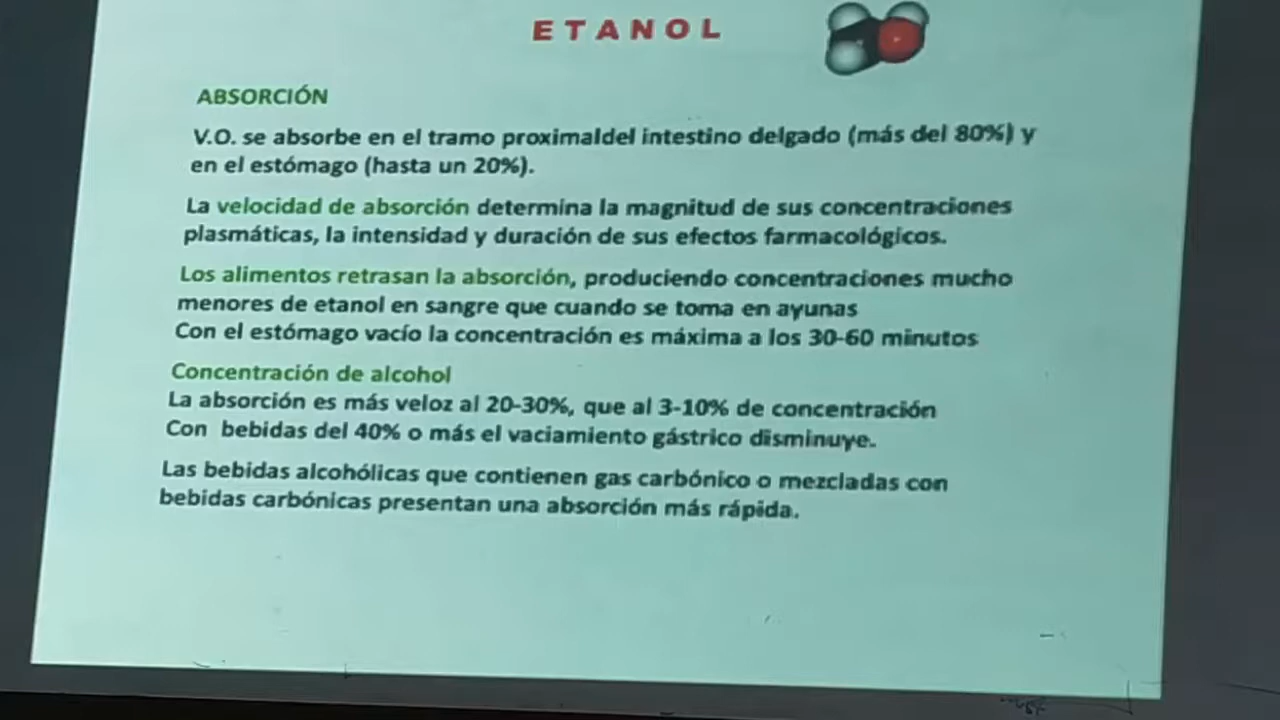 ETANOL
ABSORCIÓN
V.O. se absorbe en el tramo proximaldel intestino delgado (más del 80%) y
en el estómago (hasta un 20%).
La velocidad de absorción determina la magnitud de sus concentraciones
plasmáticas, la intensidad y duración de sus efectos farmacológicos.
Los alimentos retrasan la absorción, produciendo concentraciones mucho
menores de etanol en sangre que cuando se toma en ayunas
Con el estómago vacío la concentración es máxima a los 30-60 minutos
Concentración de alcohol
La absorción es más veloz al 20-30%, que al 3-10% de concentración
Con bebidas del 40% o más el vaciamiento gástrico disminuye.
Las bebidas alcohólicas que contienen gas carbónico o mezcladas con
bebidas carbónicas presentan una absorción más rápida.